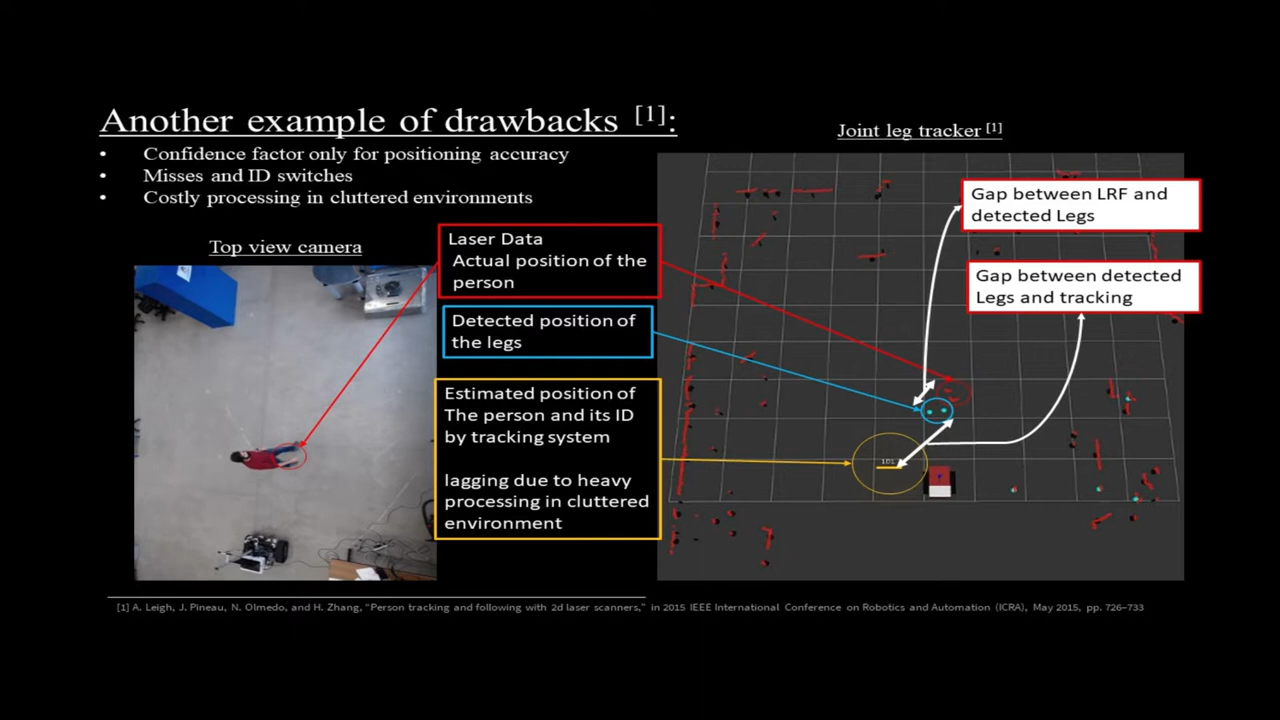 Another example of drawbacks [1]:
• Confidence factor only for positioning accuracy
• Misses and ID switches
• Costly processing in cluttered environments
Top view camera
Laser Data
Actual position of the
person
Detected position of
the legs
Estimated position of
The person and its ID
by tracking system
lagging due to heavy
processing in cluttered
environment
Joint leg tracker [1]
Gap between LRF and
detected Legs
Gap between detected
Legs and tracking
101
[1] A. Leigh, J. Pineau, N. Olmedo, and H. Zhang, "Person tracking and following with 2d laser scanners," in 2015 IEEE International Conference on Robotics and Automation (ICRA), May 2015, pp. 726–733